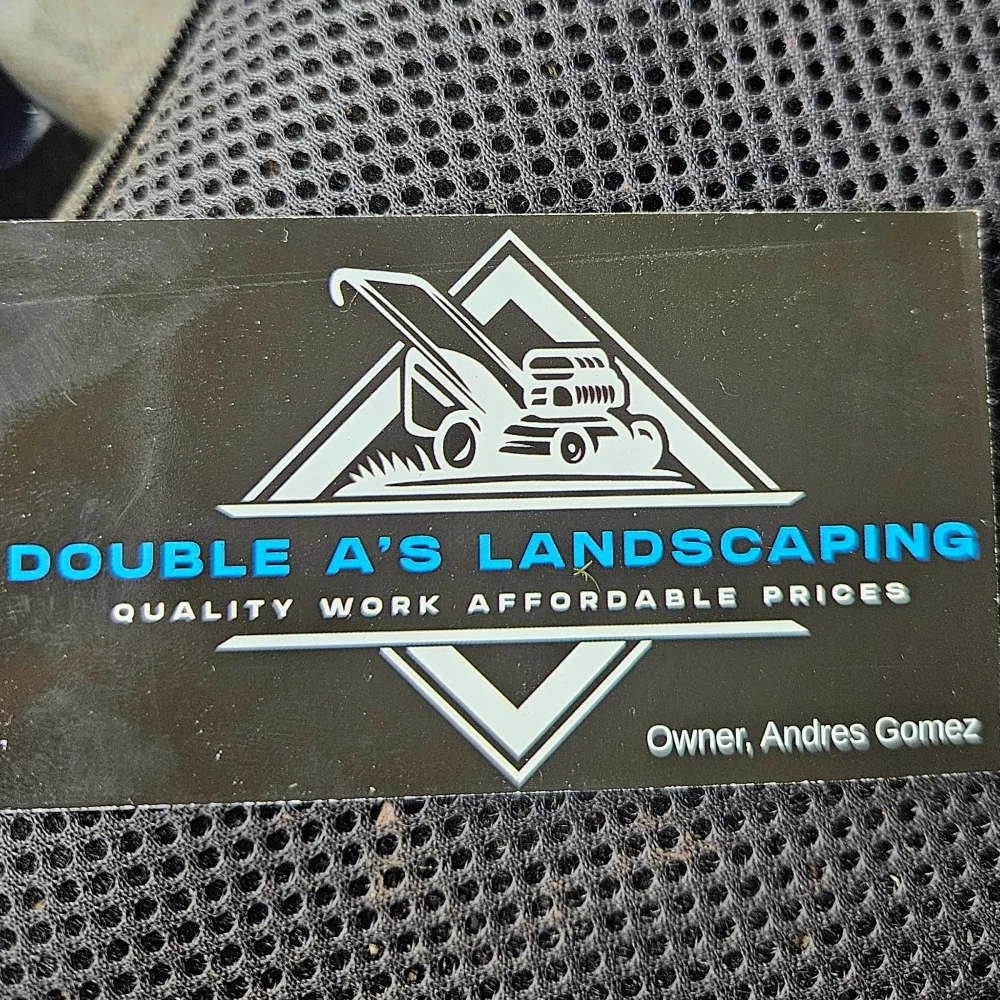 DOUBLE A'S LANDSCAPING
QUALITY WORK AFFORDABLE PRICES
Owner, Andres Gomez